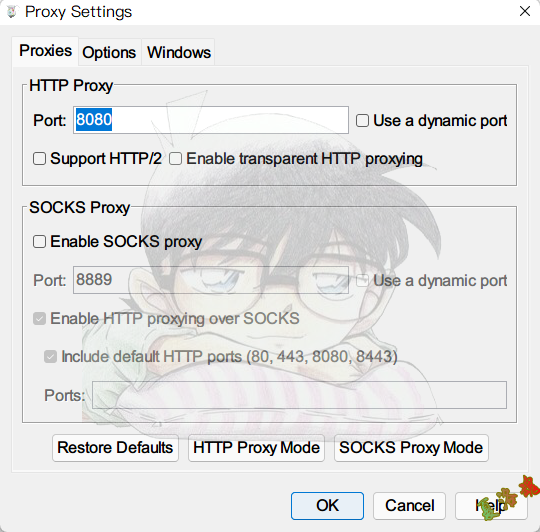 Proxy Settings
Proxies Options Windows
HTTP Proxy
Port: 8080 Use a dynamic port
Support HTTP/2 Enable transparent HTTP proxying
SOCKS Proxy
Enable SOCKS proxy
Port: 8889 Use a dynamic port
Enable HTTP proxying over SOCKS
Include default HTTP ports (80, 443, 8080, 8443)
Ports:
Restore Defaults HTTP Proxy Mode SOCKS Proxy Mode
OK Cancel Help